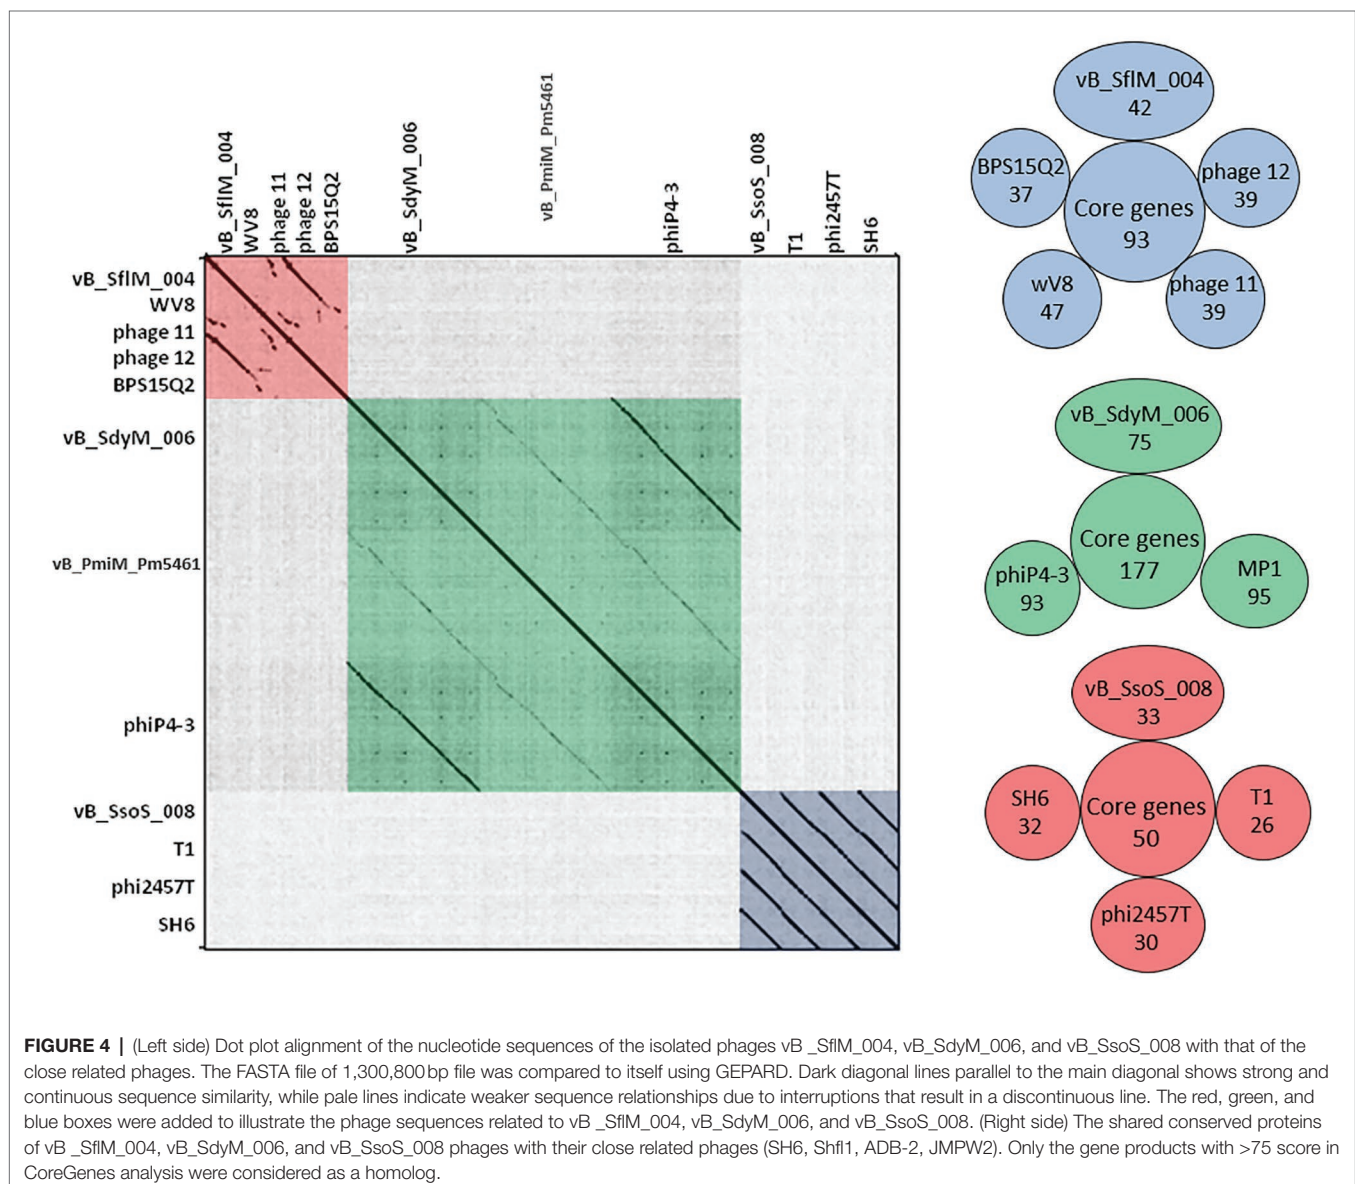 vB_SflM_004
WV8
phage 11
phage 12
BPS15Q2
vB_SdyM_006
vB_PmiM_Pm5461
phiP4-3
vB_SsoS_008
T1
phi2457T
SH6
vB_SflM_004
WV8
phage 11
phage 12
BPS15Q2
vB_SdyM_006
vB_PmiM_Pm5461
phiP4-3
vB_SsoS_008
T1
phi2457T
SH6
vB_SflM_004
42
BPS15Q2
37
phage 12
39
Core genes
93
wV8
47
phage 11
39
vB_SdyM_006
75
Core genes
177
phiP4-3
93
MP1
95
vB_SsoS_008
33
SH6
32
Core genes
50
T1
26
phi2457T
30
FIGURE 4 | (Left side) Dot plot alignment of the nucleotide sequences of the isolated phages vB _SflM_004, vB_SdyM_006, and vB_SsoS_008 with that of the
close related phages. The FASTA file of 1,300,800 bp file was compared to itself using GEPARD. Dark diagonal lines parallel to the main diagonal shows strong and
continuous sequence similarity, while pale lines indicate weaker sequence relationships due to interruptions that result in a discontinuous line. The red, green, and
blue boxes were added to illustrate the phage sequences related to vB _SflM_004, vB_SdyM_006, and vB_SsoS_008. (Right side) The shared conserved proteins
of vB _SflM_004, vB_SdyM_006, and vB_SsoS_008 phages with their close related phages (SH6, Shfl1, ADB-2, JMPW2). Only the gene products with >75 score in
CoreGenes analysis were considered as a homolog.